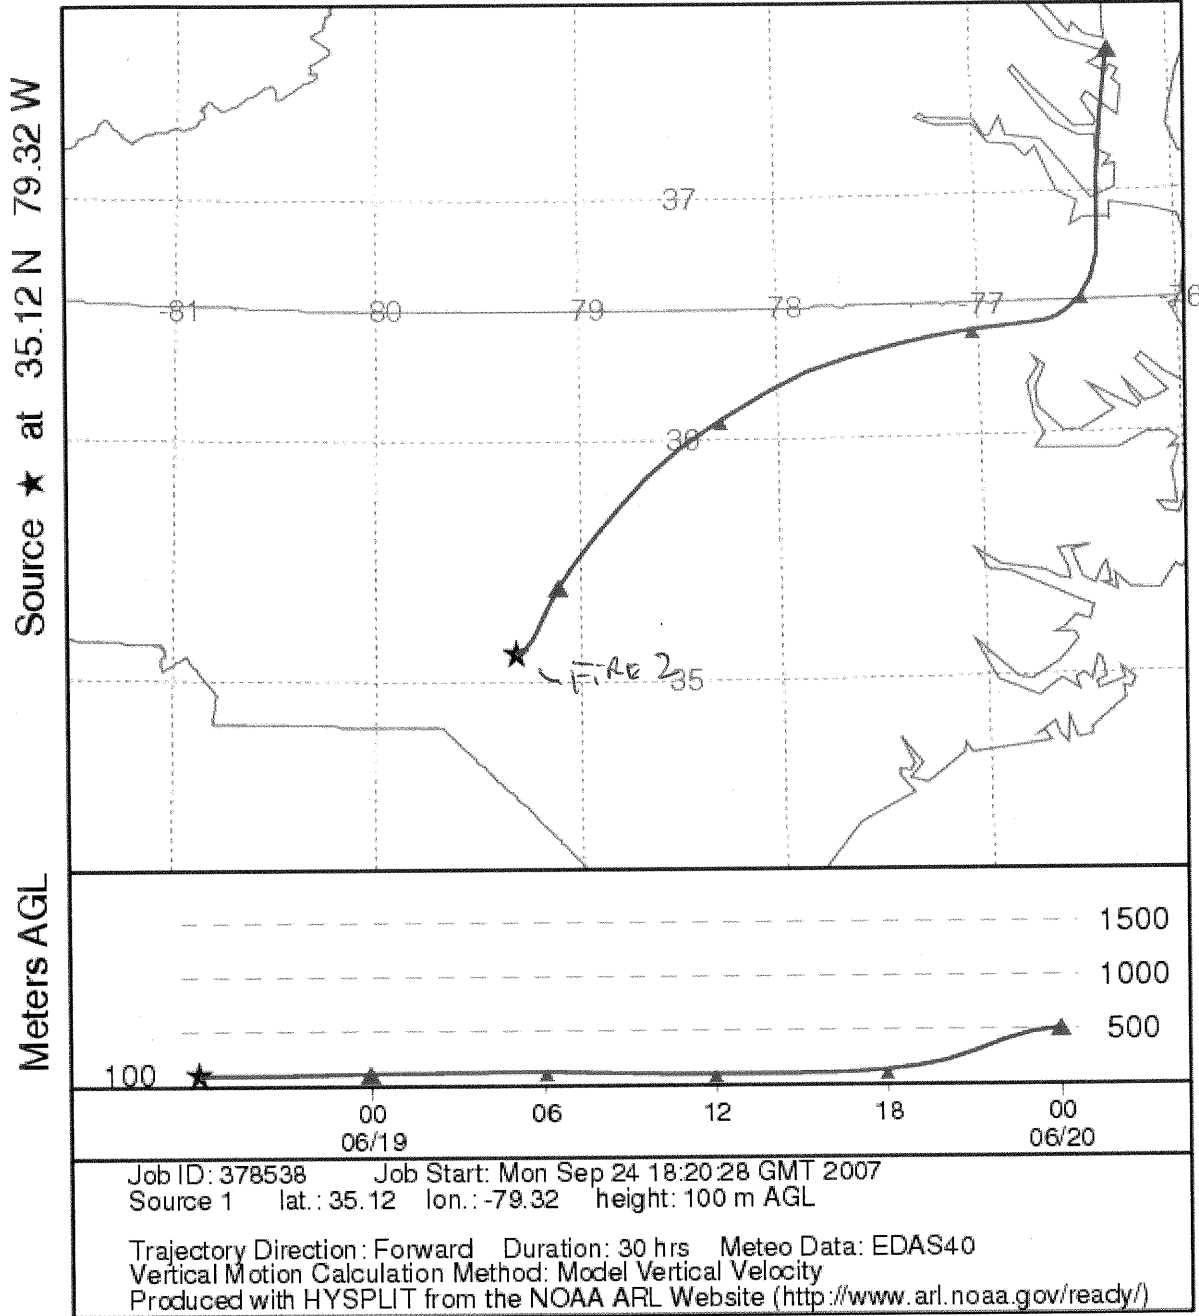 Source ★ at 35.12 N 79.32 W
37
-81
80
79
78
-77
36
FIRE 2
35
Meters AGL
1500
1000
500
100
00
06
12
18
00
06/19
06/20
Job ID: 378538 Job Start: Mon Sep 24 18:20:28 GMT 2007
Source 1 lat.: 35.12 lon.: -79.32 height: 100 m AGL
Trajectory Direction: Forward Duration: 30 hrs Meteo Data: EDAS40
Vertical Motion Calculation Method: Model Vertical Velocity
Produced with HYSPLIT from the NOAA ARL Website (http://www.arl.noaa.gov/ready/)